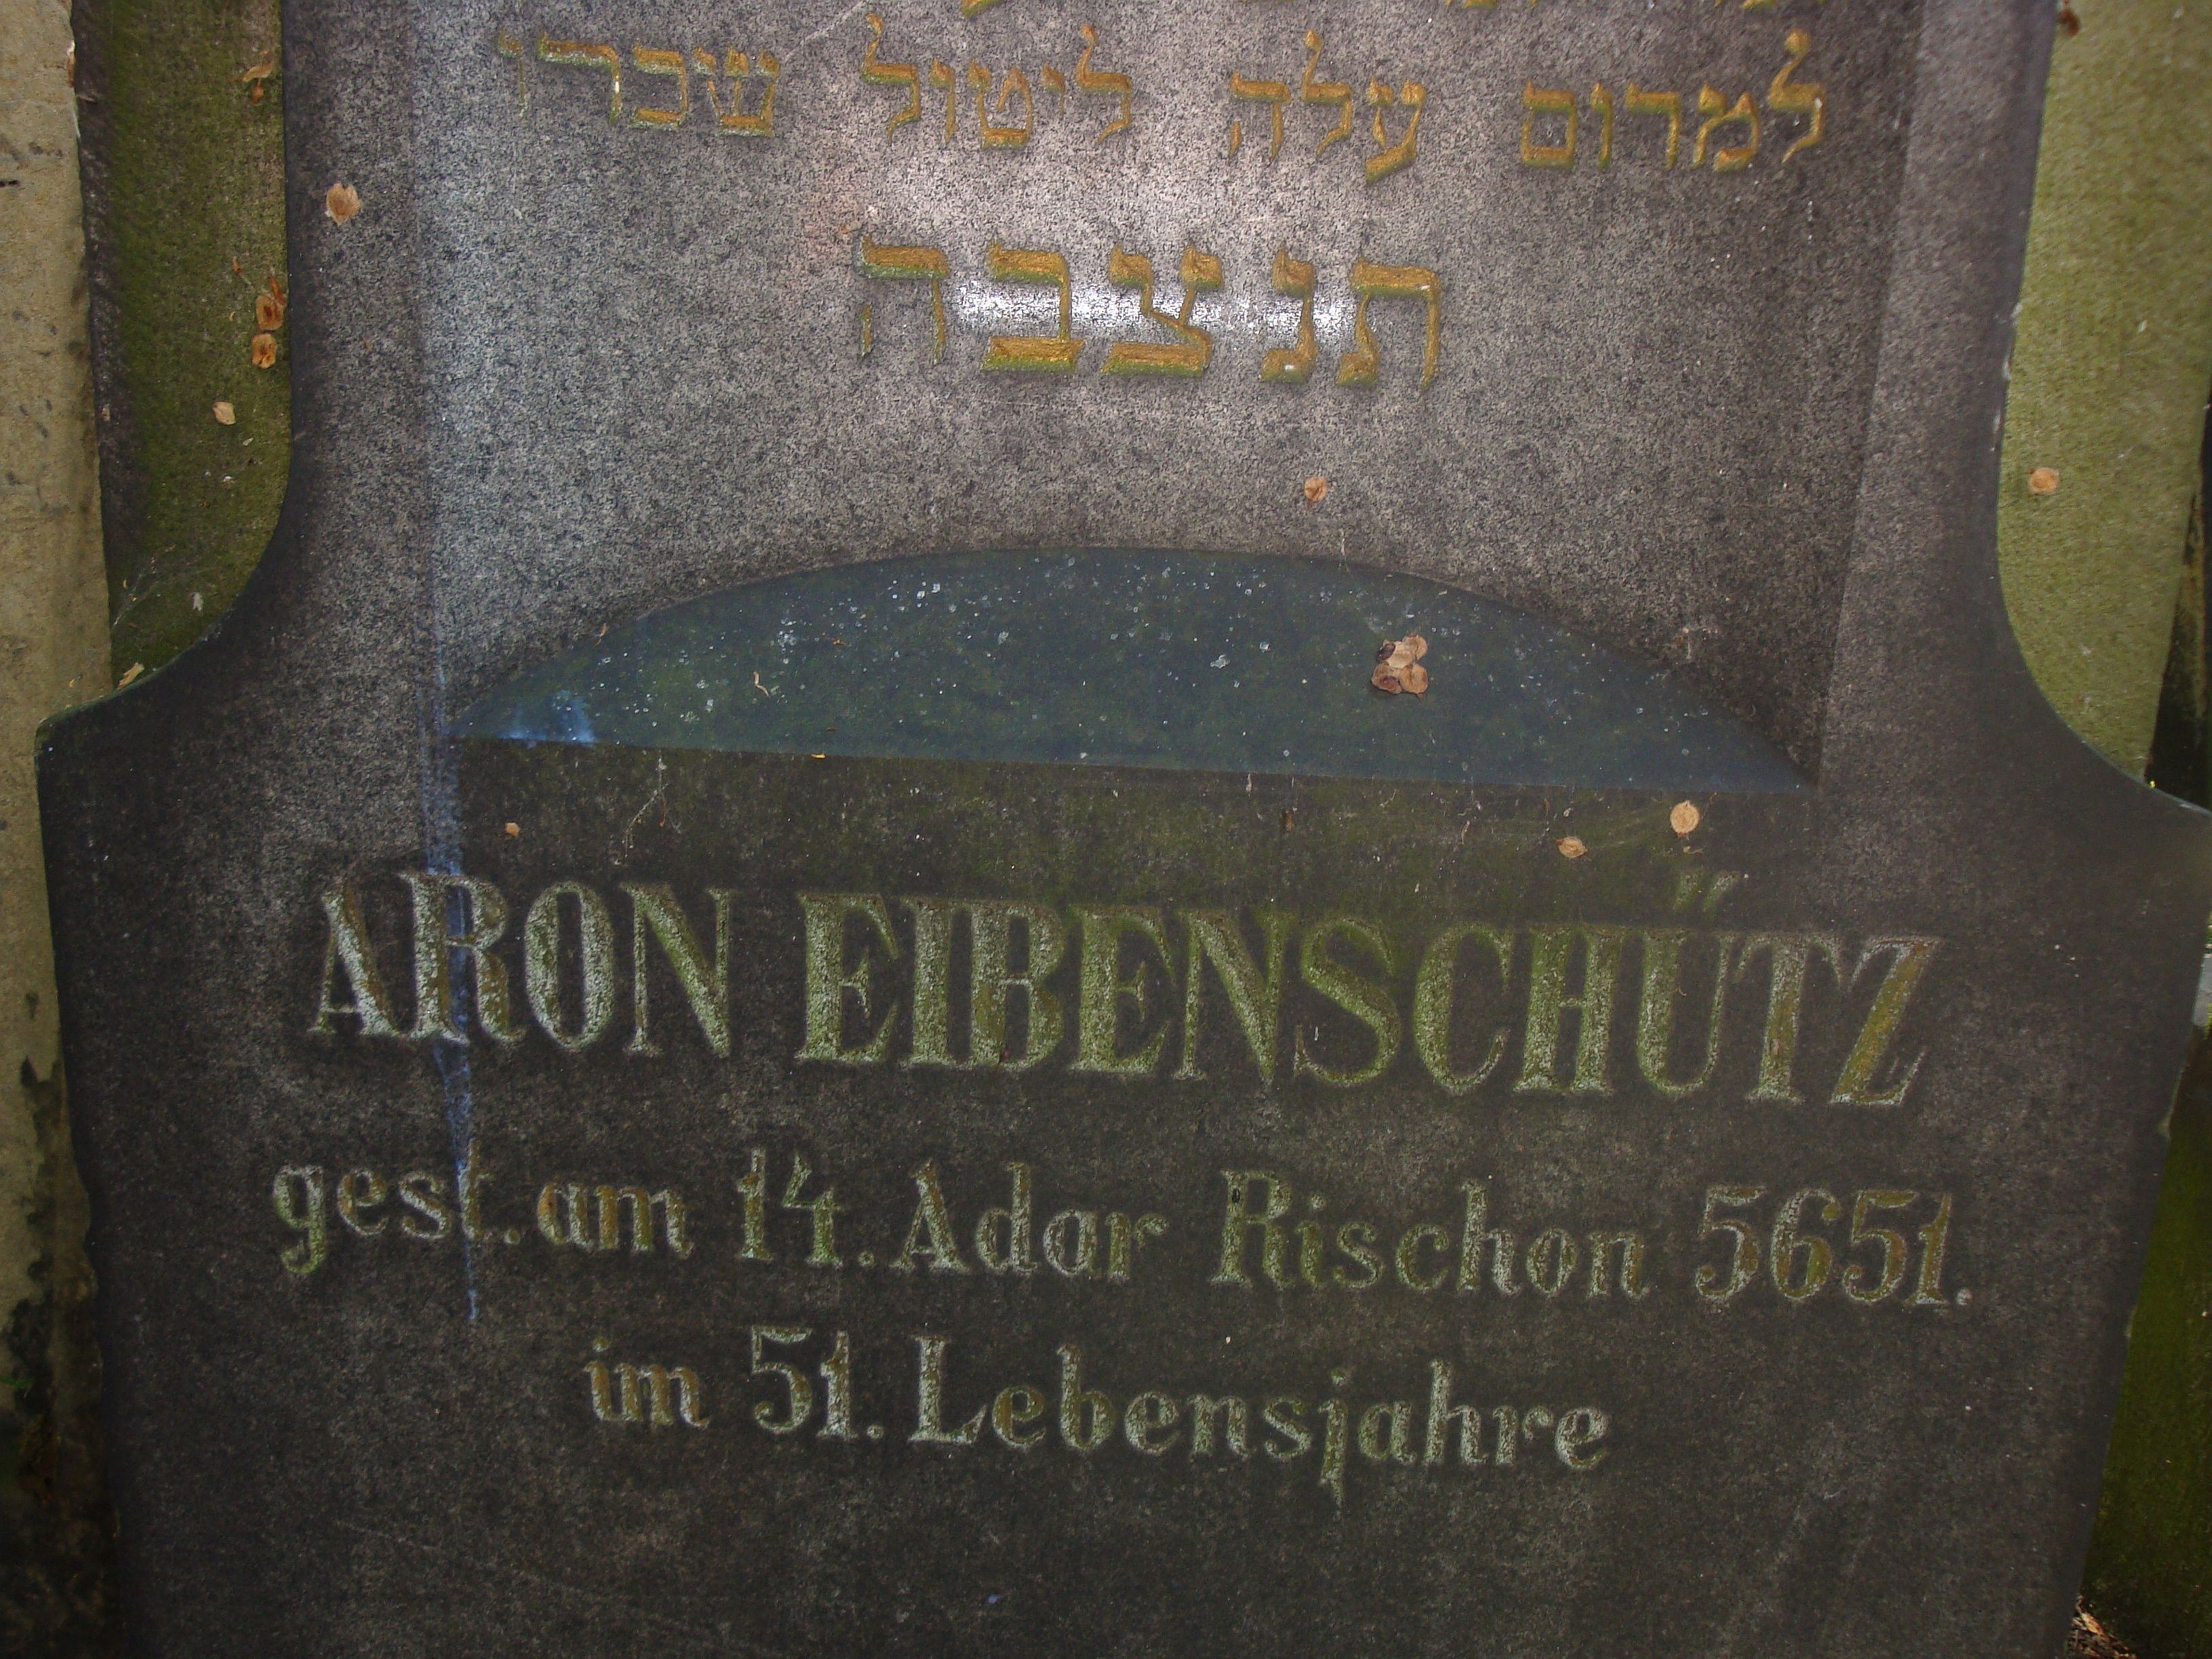 למרום עלה ליטול שכרו
תנצבה
ARON EIBENSCHÜTZ
gest. am 14. Adar Rischon 5651.
im 51. Lebensjahre